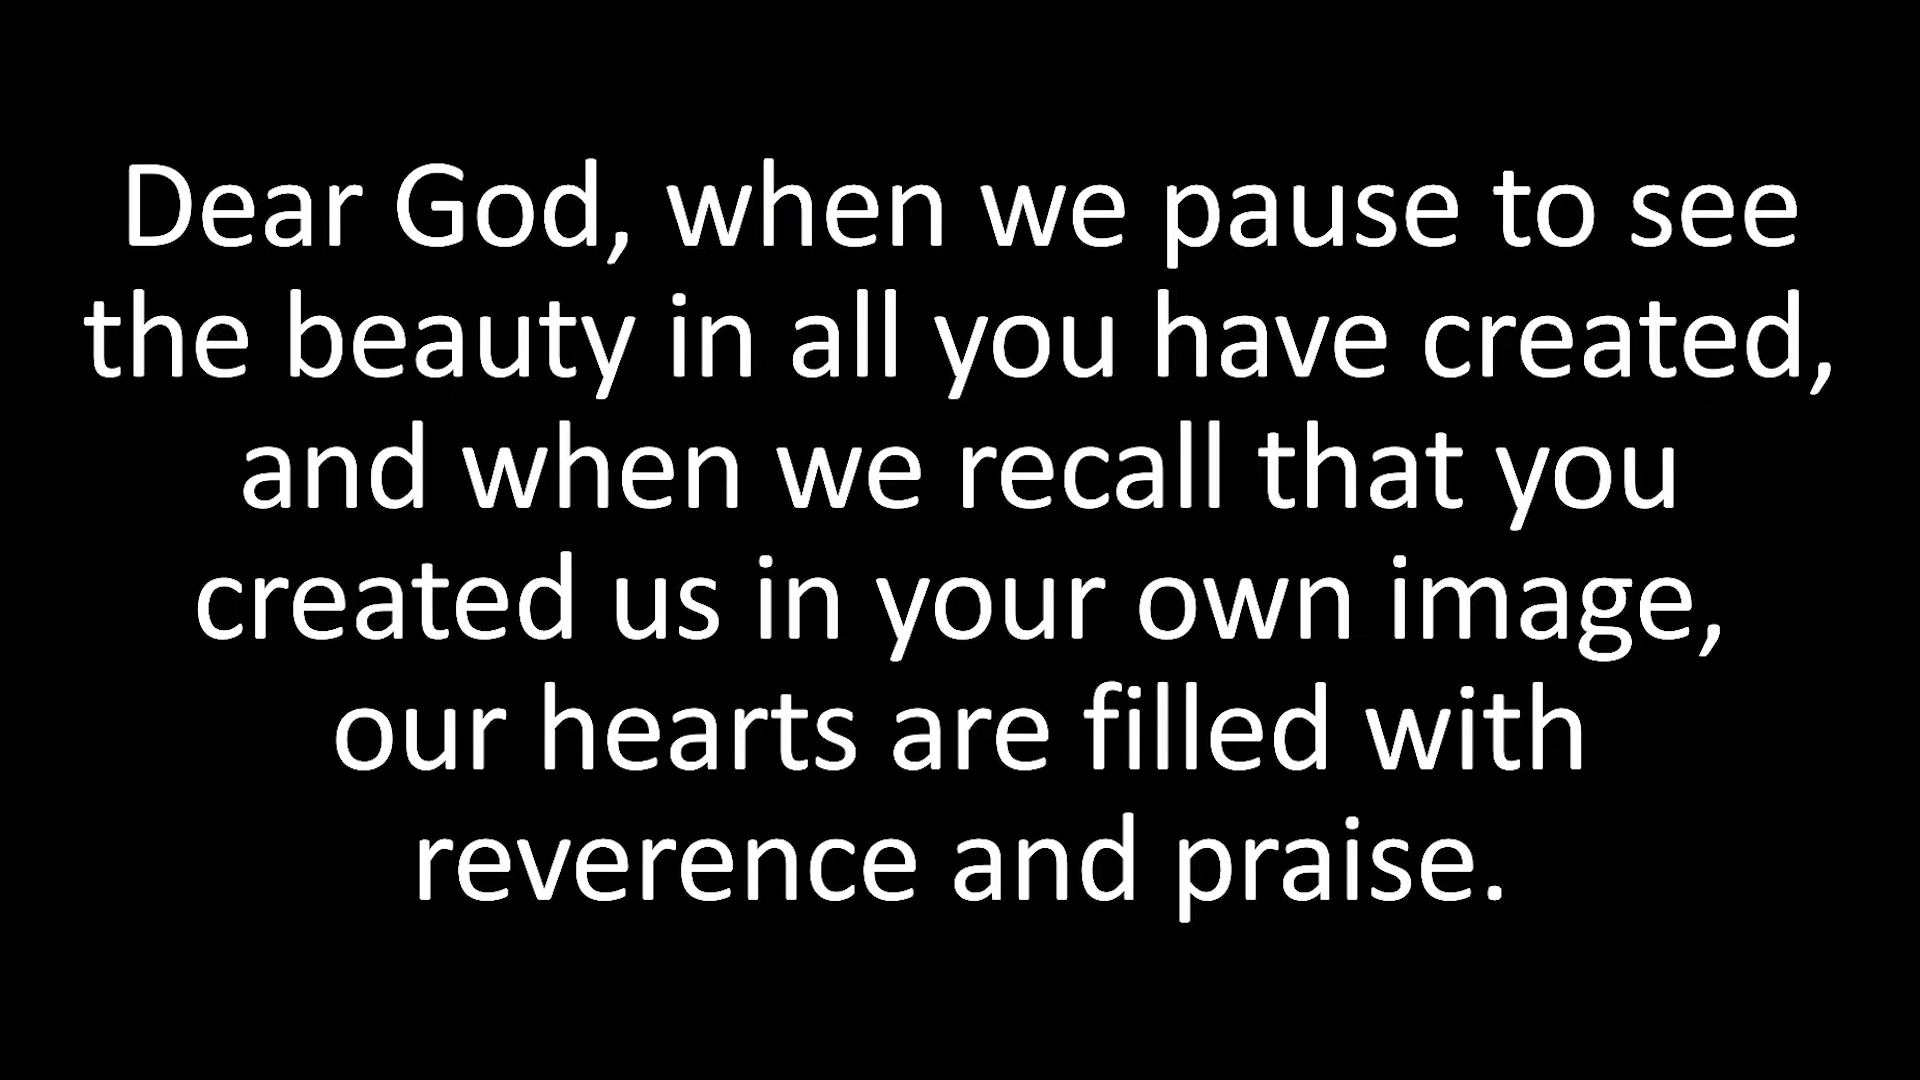 Dear God, when we pause to see
the beauty in all you have created,
and when we recall that you
created us in your own image,
our hearts are filled with
reverence and praise.